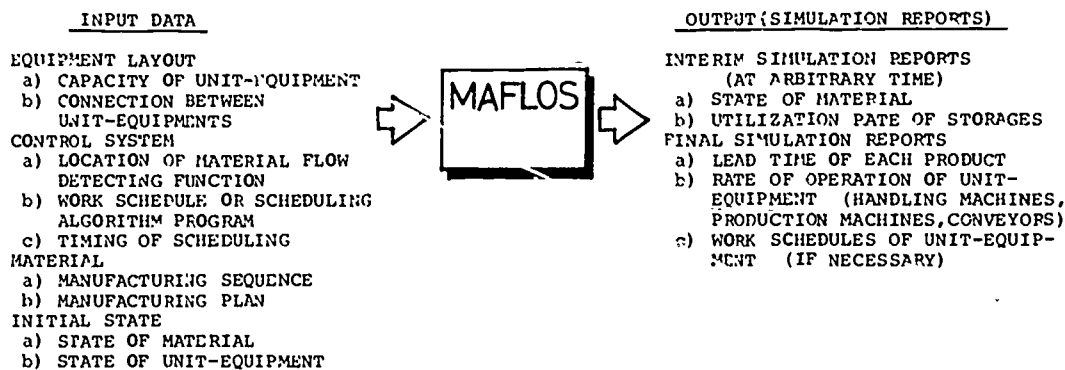 INPUT DATA
EQUIPMENT LAYOUT
a) CAPACITY OF UNIT-EQUIPMENT
b) CONNECTION BETWEEN
UNIT-EQUIPMENTS
CONTROL SYSTEM
a) LOCATION OF MATERIAL FLOW
DETECTING FUNCTION
b) WORK SCHEDULE OR SCHEDULING
ALGORITHM PROGRAM
c) TIMING OF SCHEDULING
MATERIAL
a) MANUFACTURING SEQUENCE
b) MANUFACTURING PLAN
INITIAL STATE
a) STATE OF MATERIAL
b) STATE OF UNIT-EQUIPMENT
MAFLOS
OUTPUT(SIMULATION REPORTS)
INTERIM SIMULATION REPORTS
(AT ARBITRARY TIME)
a) STATE OF MATERIAL
b) UTILIZATION RATE OF STORAGES
FINAL SIMULATION REPORTS
a) LEAD TIME OF EACH PRODUCT
b) RATE OF OPERATION OF UNIT-
EQUIPMENT (HANDLING MACHINES,
PRODUCTION MACHINES,CONVEYORS)
c) WORK SCHEDULES OF UNIT-EQUIP-
MENT (IF NECESSARY)